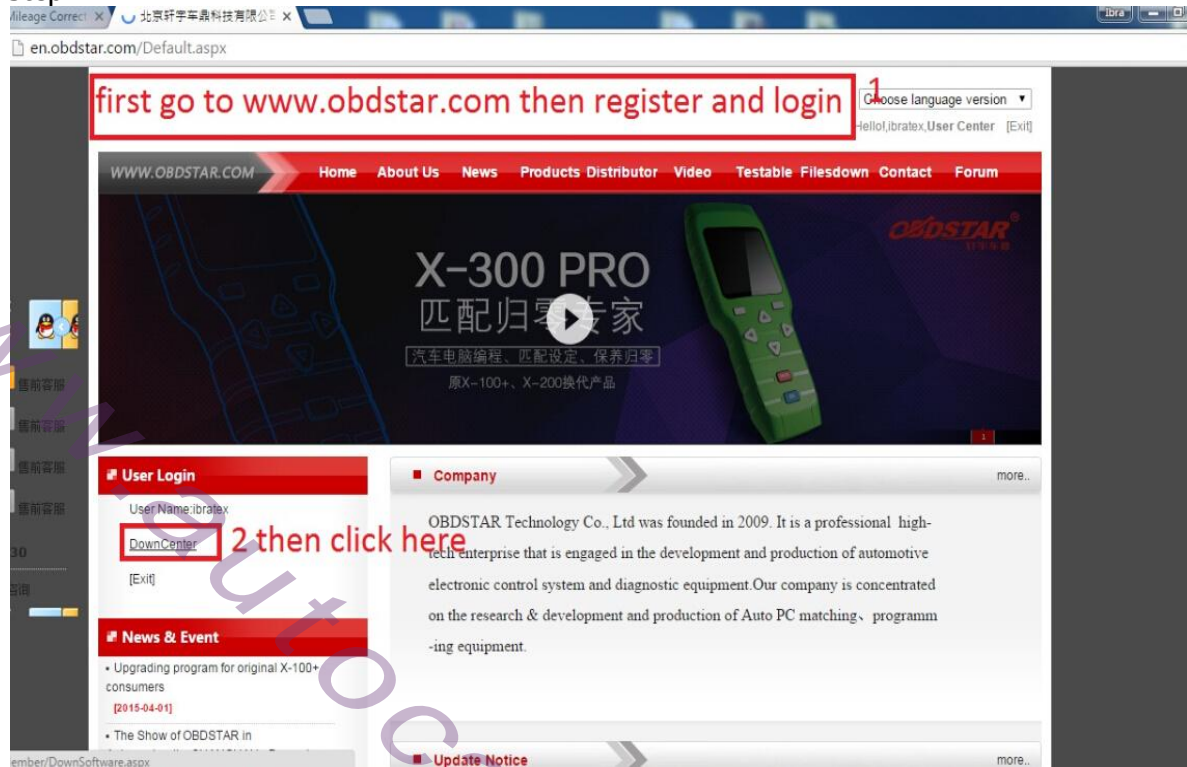 Mileage Correct
北京轩宇车鼎科技有限公司
Ibra
en.obdstar.com/Default.aspx
first go to www.obdstar.com then register and login
1
Choose language version
Hello!,ibratex,User Center [Exit]
WWW.OBDSTAR.COM
Home About Us News Products Distributor Video Testable Filesdown Contact Forum
OBDSTAR®
X-300 PRO
匹配归零专家
汽车电脑编程、匹配设定、保养归零
原X-100+、X-200换代产品
1
售前客服
售前客服
售前客服
售前客服
30
咨询
User Login
User Name:ibratex
DownCenter
2 then click here
[Exit]
News & Event
• Upgrading program for original X-100+
consumers
[2015-04-01]
• The Show of OBDSTAR in
Company
more..
OBDSTAR Technology Co., Ltd was founded in 2009. It is a professional high-
tech enterprise that is engaged in the development and production of automotive
electronic control system and diagnostic equipment.Our company is concentrated
on the research & development and production of Auto PC matching、programm
-ing equipment.
Update Notice
more..
ember/DownSoftware.aspx
www.autoc